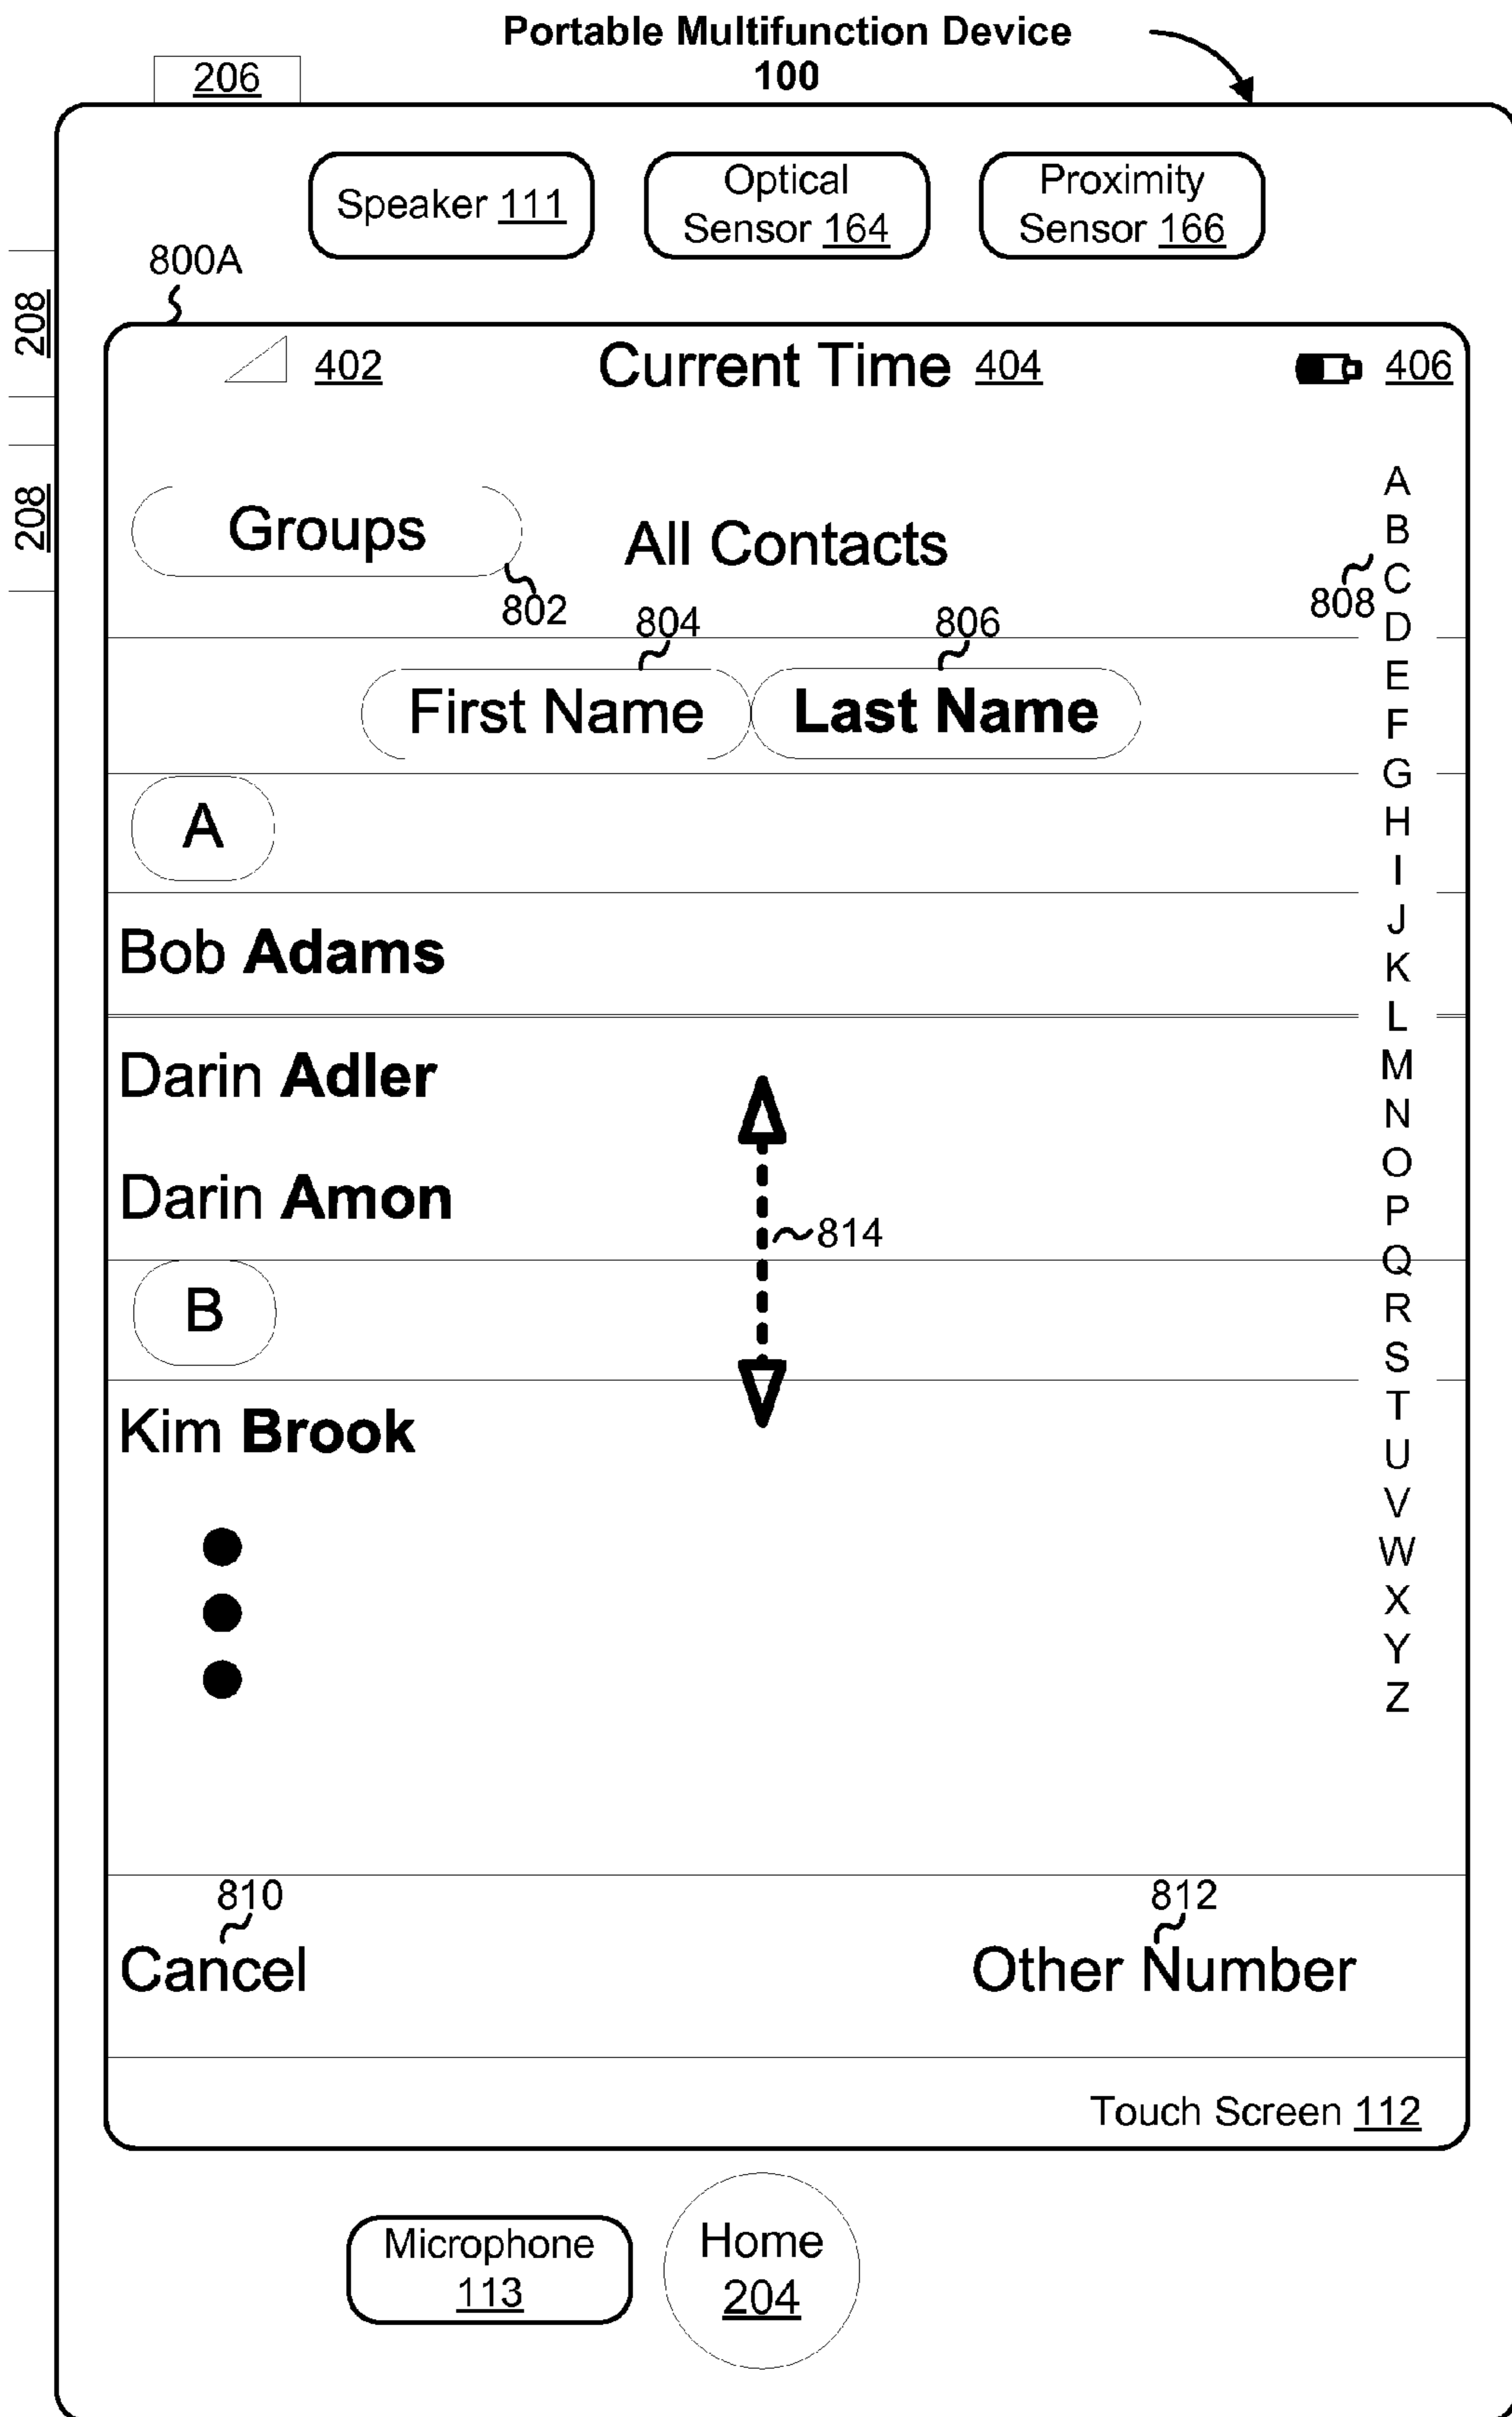 Portable Multifunction Device
100
206
Speaker 111
Optical
Sensor 164
Proximity
Sensor 166
800A
208
208
402
Current Time 404
406
Groups
All Contacts
802
804
806
808
First Name
Last Name
A
Bob Adams
Darin Adler
Darin Amon
814
B
Kim Brook
A
B
C
D
E
F
G
H
I
J
K
L
M
N
O
P
Q
R
S
T
U
V
W
X
Y
Z
810
812
Cancel
Other Number
Touch Screen 112
Microphone
113
Home
204